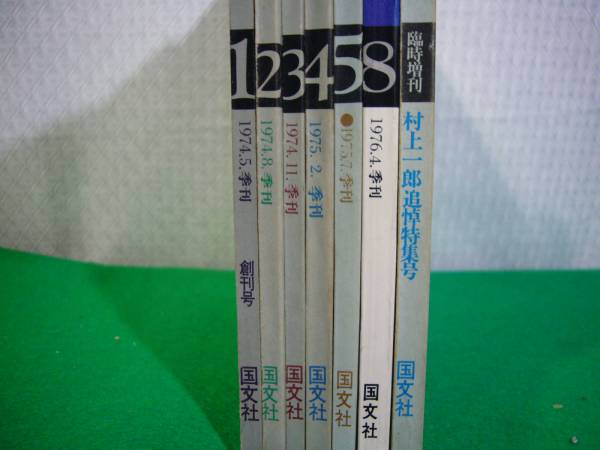 1
1974.5.季刊
創刊号
国文社
2
1974.8.季刊
国文社
3
1974.11.季刊
国文社
4
1975.2.季刊
国文社
5
●1975.7.季刊
国文社
8
1976.4.季刊
国文社
臨時増刊
村上一郎追悼特集号
国文社